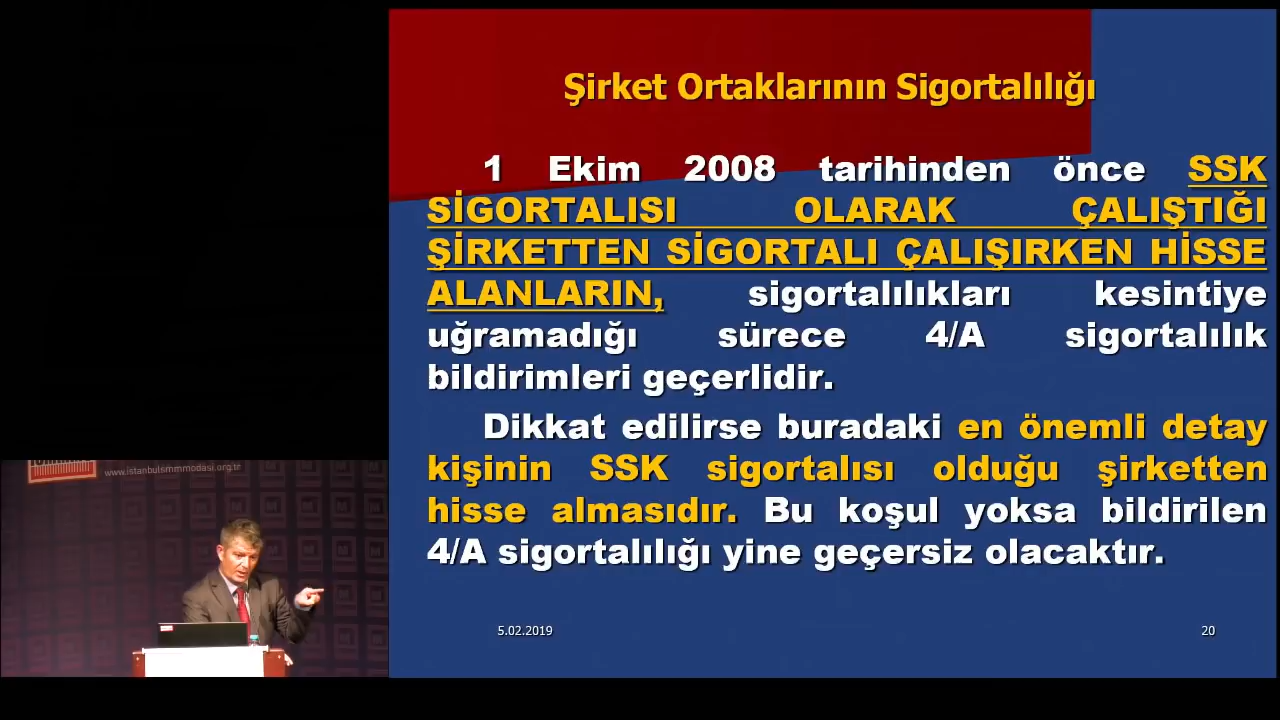 Şirket Ortaklarının Sigortalılığı
1 Ekim 2008 tarihinden önce SSK
SİGORTALISI OLARAK ÇALIŞTIĞI
ŞİRKETTEN SİGORTALI ÇALIŞIRKEN HİSSE
ALANLARIN, sigortalılıkları kesintiye
uğramadığı sürece 4/A sigortalılık
bildirimleri geçerlidir.
Dikkat edilirse buradaki en önemli detay
kişinin SSK sigortalısı olduğu şirketten
hisse almasıdır. Bu koşul yoksa bildirilen
4/A sigortalılığı yine geçersiz olacaktır.
5.02.2019
20
www.istanbulsmmmodasi.org.tr